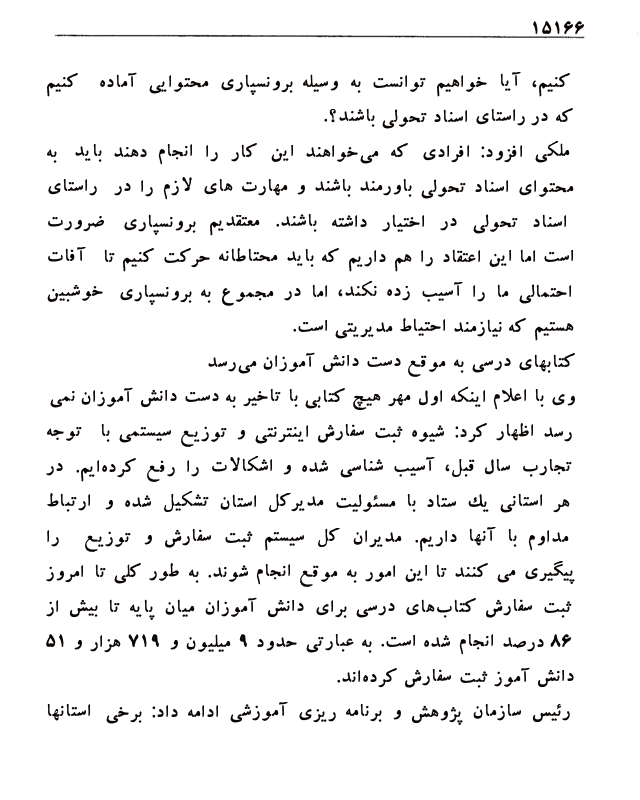 ۱۵۱۶۶
کنیم، آیا خواهیم توانست به وسیله برونسپاری محتوایی آماده کنیم
که در راستای اسناد تحولی باشند؟.
ملکی افزود: افرادی که می‌خواهند این کار را انجام دهند باید به
محتوای اسناد تحولی باورمند باشند و مهارت های لازم را در راستای
اسناد تحولی در اختیار داشته باشند. معتقدیم برونسپاری ضرورت
است اما این اعتقاد را هم داریم که باید محتاطانه حرکت کنیم تا آفات
احتمالی ما را آسیب زده نکند، اما در مجموع به برونسپاری خوشبین
هستیم که نیازمند احتیاط مدیریتی است.
کتابهای درسی به موقع دست دانش آموزان می‌رسد
وی با اعلام اینکه اول مهر هیچ کتابی با تاخیر به دست دانش آموزان نمی
رسد اظهار کرد: شیوه ثبت سفارش اینترنتی و توزیع سیستمی با توجه
تجارب سال قبل، آسیب شناسی شده و اشکالات را رفع کرده‌ایم. در
هر استانی یك ستاد با مسئولیت مدیرکل استان تشکیل شده و ارتباط
مداوم با آنها داریم. مدیران کل سیستم ثبت سفارش و توزیع را
پیگیری می کنند تا این امور به موقع انجام شوند. به طور کلی تا امروز
ثبت سفارش کتاب‌های درسی برای دانش آموزان میان پایه تا بیش از
۸۶ درصد انجام شده است. به عبارتی حدود ۹ میلیون و ۷۱۹ هزار و ۵۱
دانش آموز ثبت سفارش کرده‌اند.
رئیس سازمان پژوهش و برنامه ریزی آموزشی ادامه داد: برخی استانها